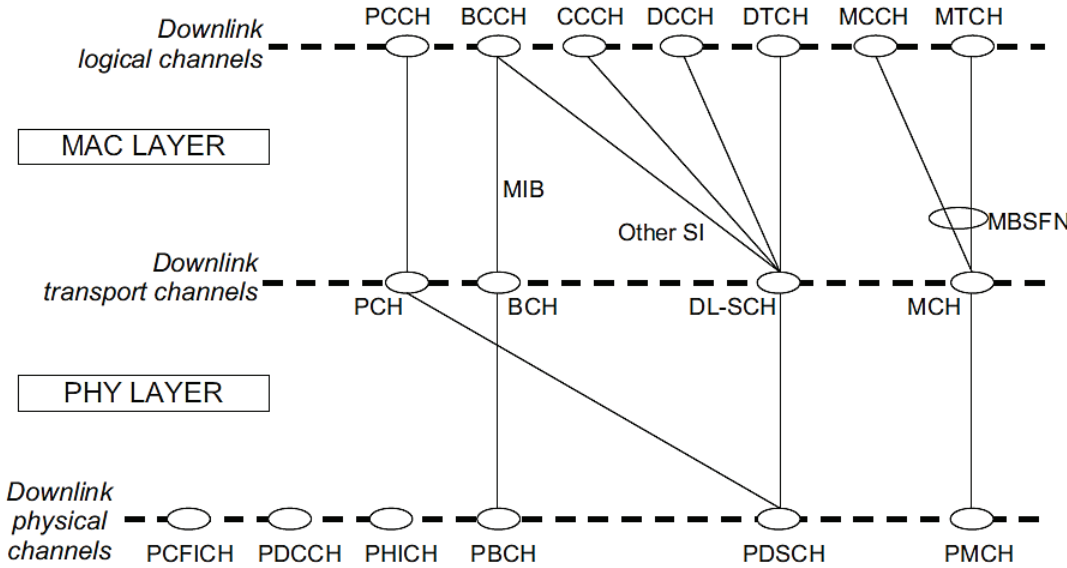 PCCH BCCH CCCH DCCH DTCH MCCH MTCH
Downlink
logical channels
MAC LAYER
MIB
Other SI
MBSFN
Downlink
transport channels
PCH BCH DL-SCH MCH
PHY LAYER
Downlink
physical
channels
PCFICH PDCCH PHICH PBCH PDSCH PMCH